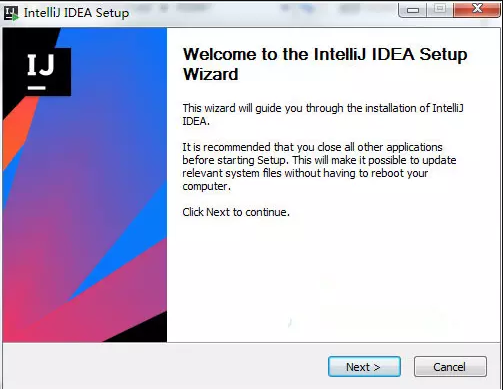 IntelliJ IDEA Setup
IJ
Welcome to the IntelliJ IDEA Setup
Wizard
This wizard will guide you through the installation of IntelliJ
IDEA.
It is recommended that you close all other applications
before starting Setup. This will make it possible to update
relevant system files without having to reboot your
computer.
Click Next to continue.
Next >
Cancel